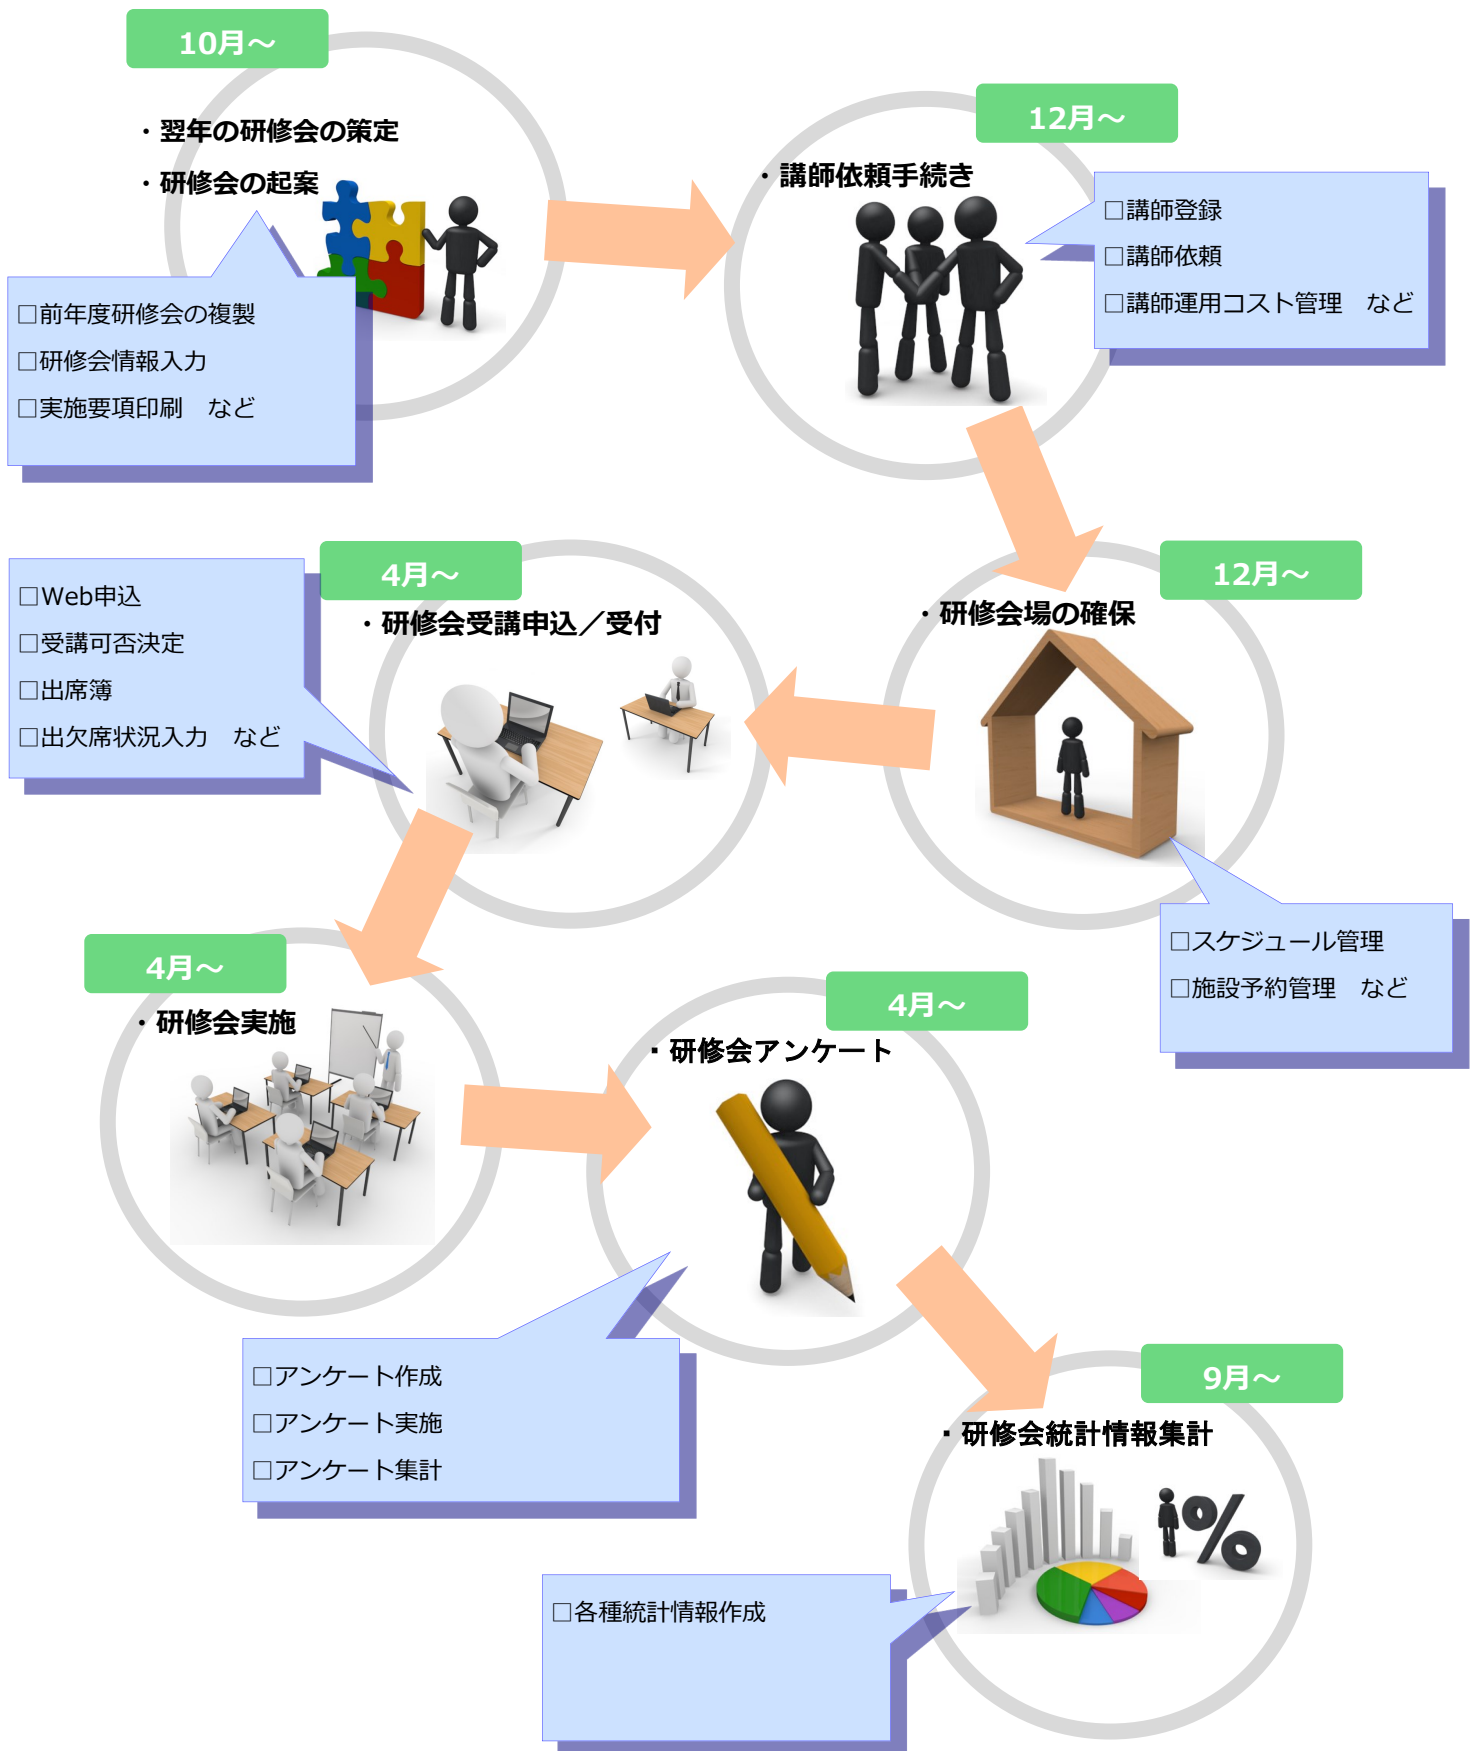 10月～
・翌年の研修会の策定
・研修会の起案
□前年度研修会の複製
□研修会情報入力
□実施要項印刷　など
12月～
・講師依頼手続き
□講師登録
□講師依頼
□講師運用コスト管理　など
12月～
・研修会場の確保
□スケジュール管理
□施設予約管理　など
4月～
・研修会受講申込／受付
□Web申込
□受講可否決定
□出席簿
□出欠席状況入力　など
4月～
・研修会実施
4月～
・研修会アンケート
□アンケート作成
□アンケート実施
□アンケート集計
9月～
・研修会統計情報集計
□各種統計情報作成